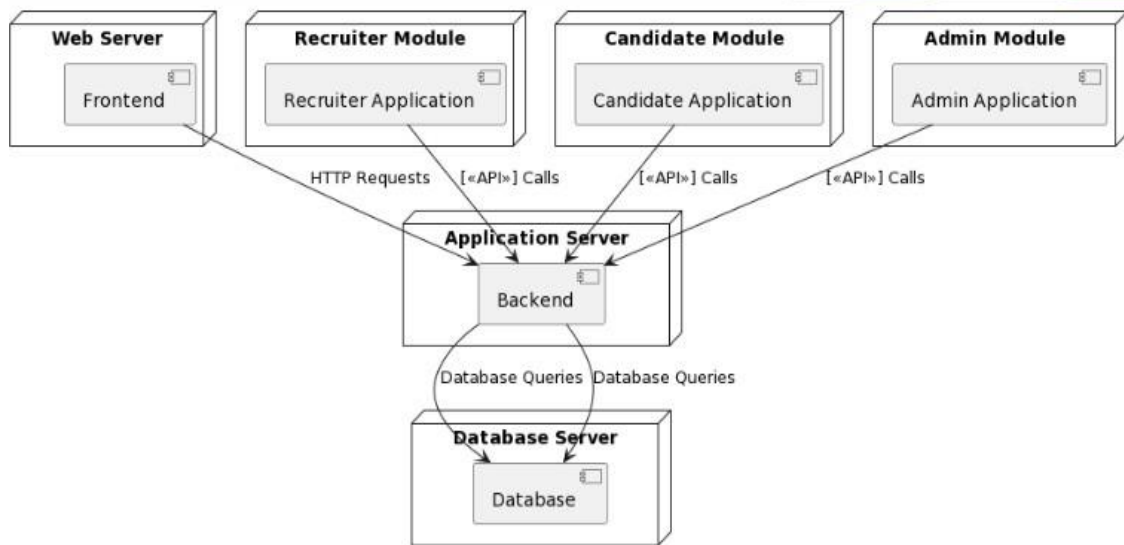 Web Server
Recruiter Module
Candidate Module
Admin Module
Frontend
Recruiter Application
Candidate Application
Admin Application
HTTP Requests
[«API»] Calls
[«API»] Calls
[«API»] Calls
Application Server
Backend
Database Queries
Database Queries
Database Server
Database